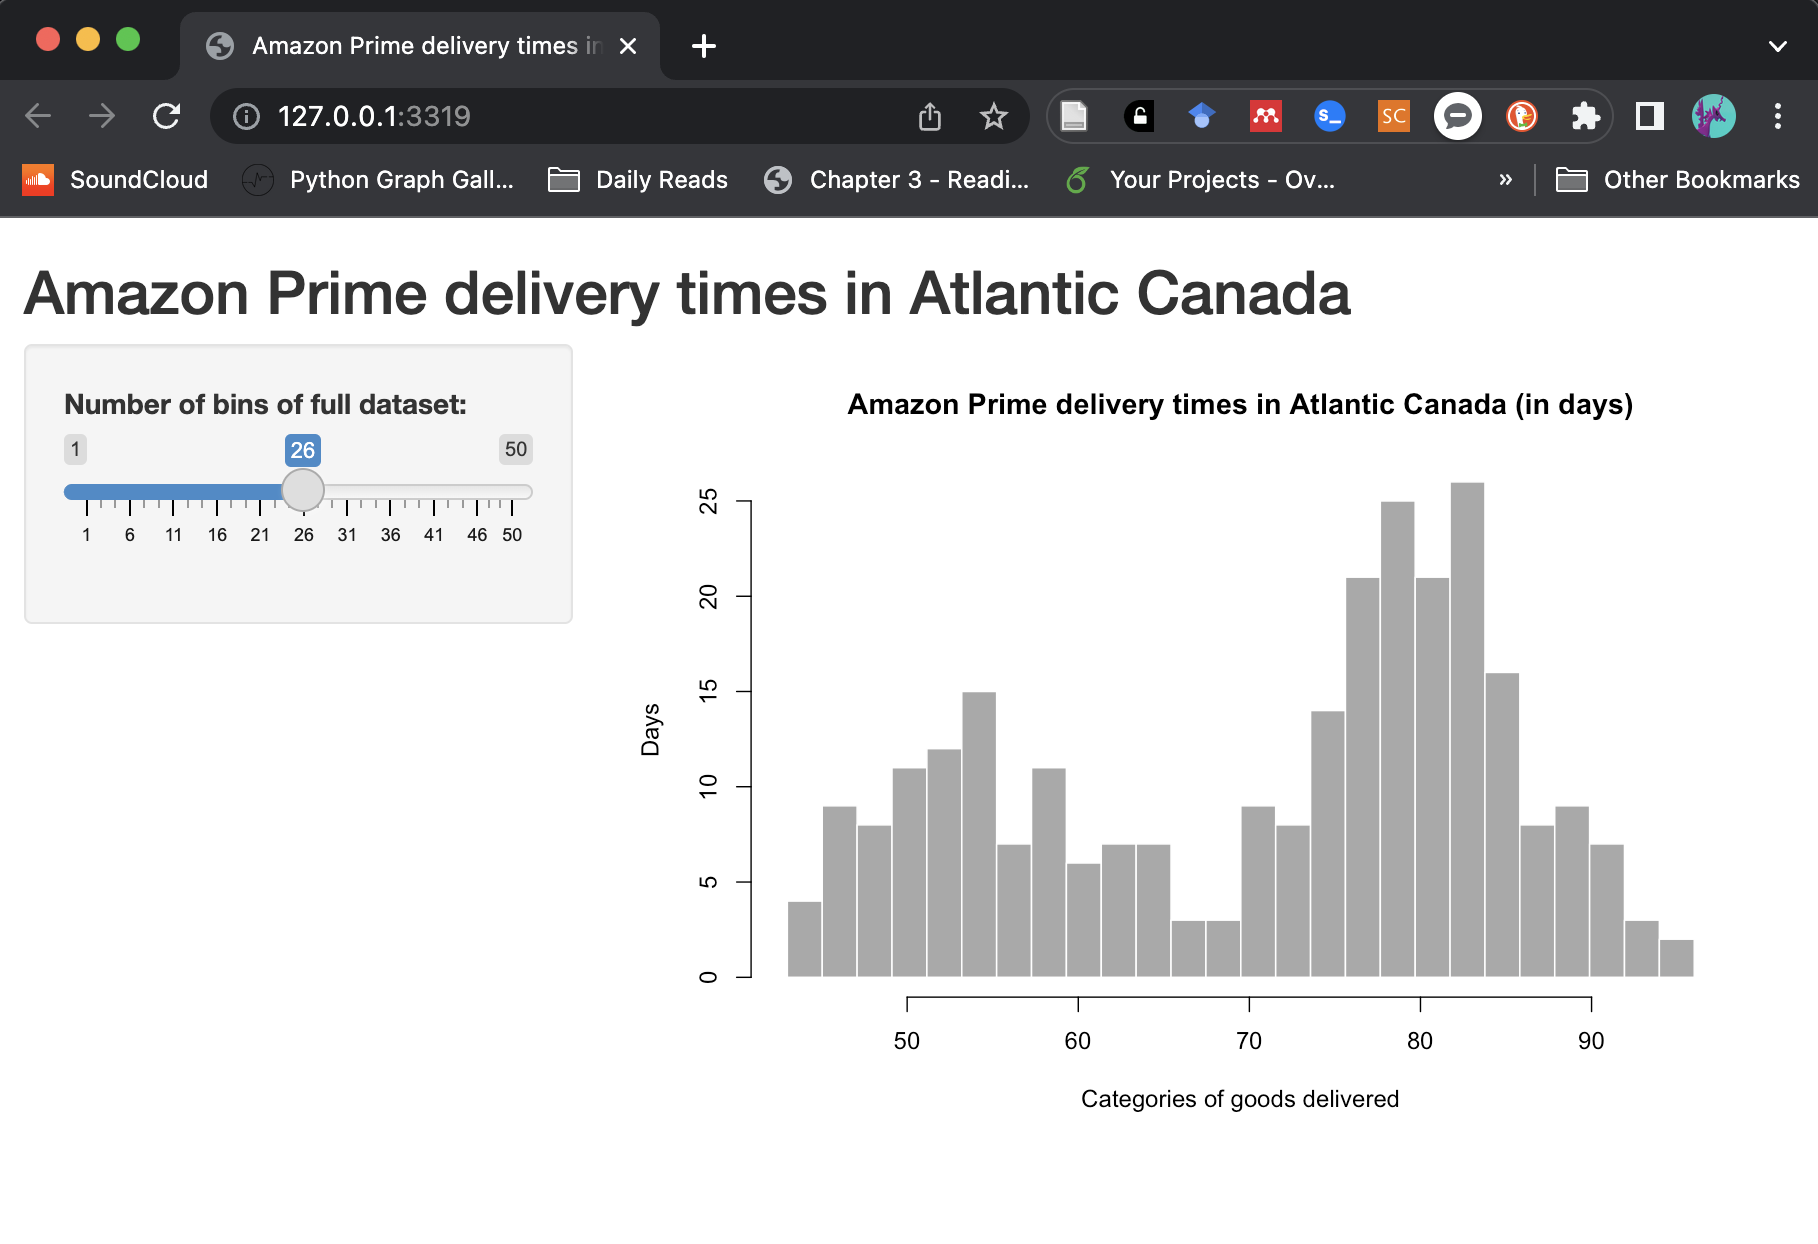 Amazon Prime delivery times in
127.0.0.1:3319
SC
SoundCloud
Python Graph Gall...
Daily Reads
Chapter 3 - Readi...
Your Projects - Ov...
»
Other Bookmarks
Amazon Prime delivery times in Atlantic Canada
Number of bins of full dataset:
1 26 50
1 6 11 16 21 26 31 36 41 46 50
Amazon Prime delivery times in Atlantic Canada (in days)
25
20
15
10
5
0
Days
50 60 70 80 90
Categories of goods delivered